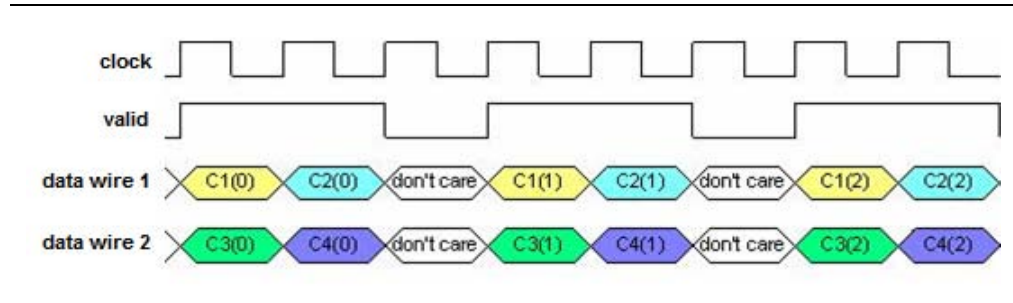 clock
valid
data wire 1 C1(0) C2(0) don't care C1(1) C2(1) don't care C1(2) C2(2)
data wire 2 C3(0) C4(0) don't care C3(1) C4(1) don't care C3(2) C4(2)